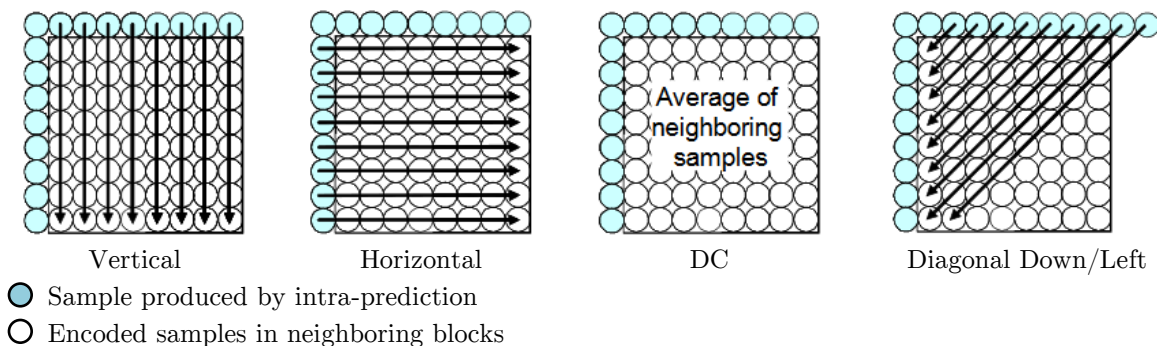 Average of
neighboring
samples
Vertical
Horizontal
DC
Diagonal Down/Left
Sample produced by intra-prediction
Encoded samples in neighboring blocks